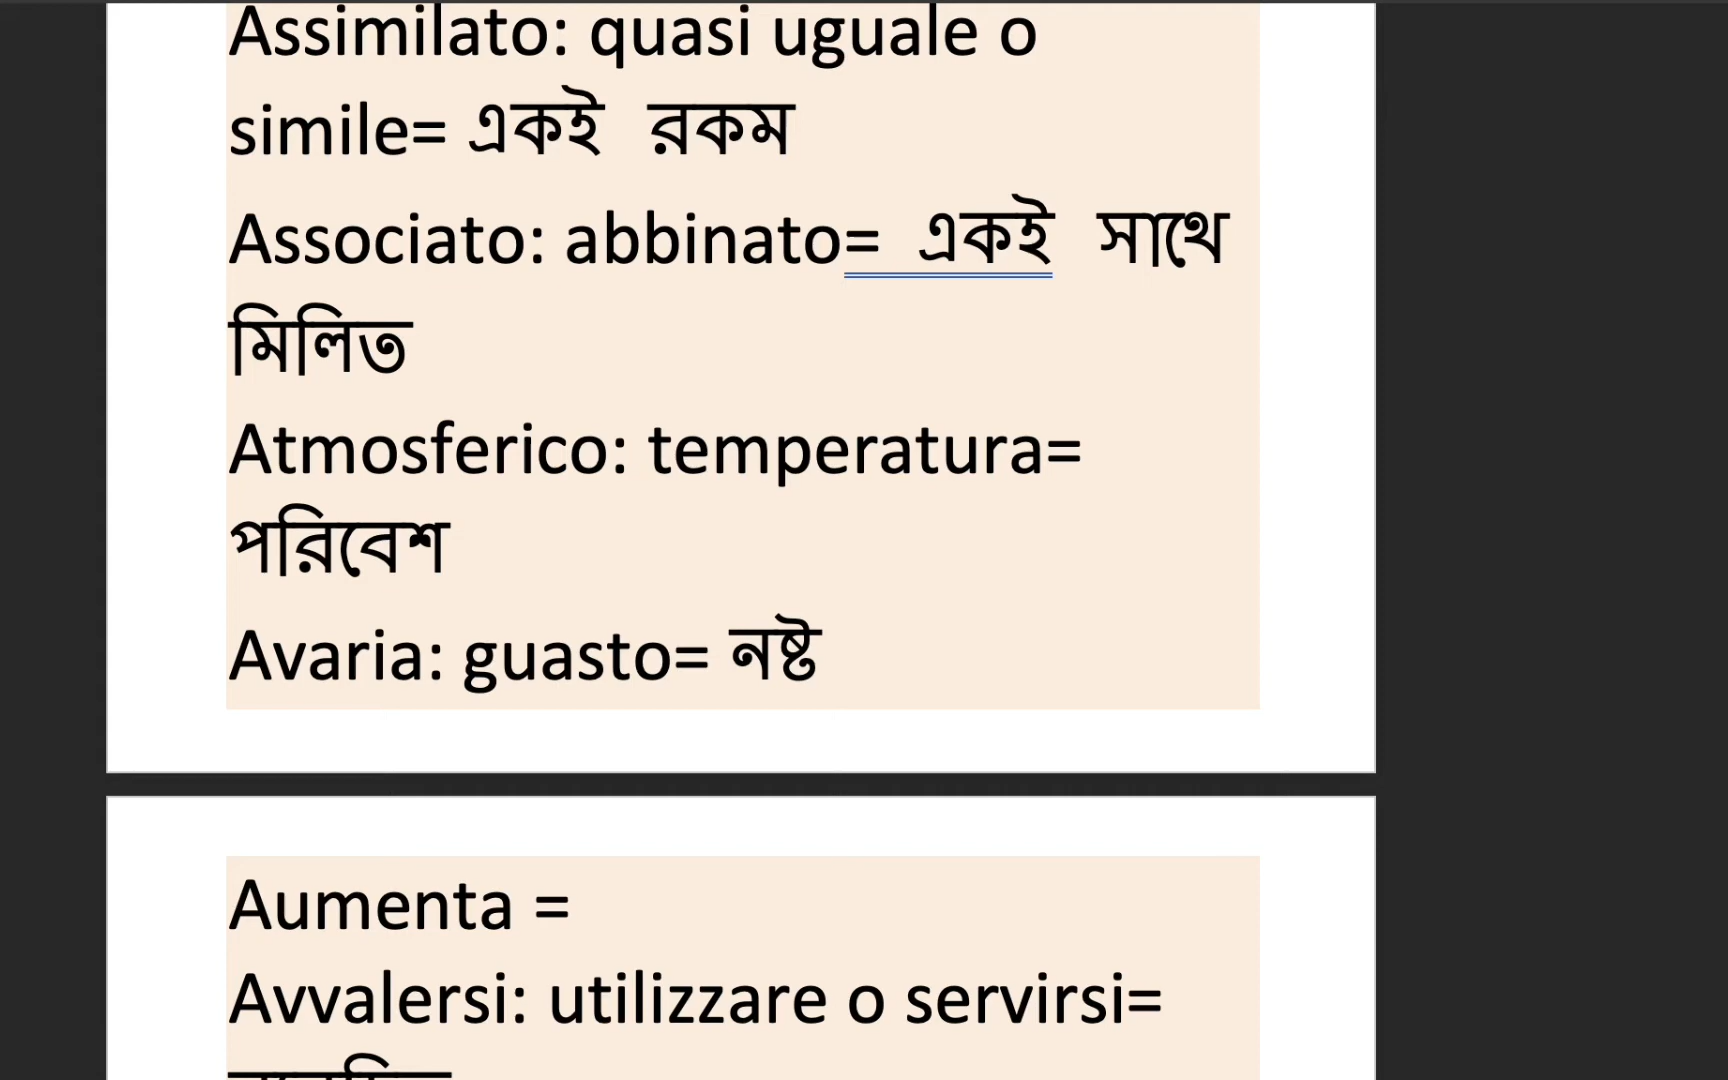 Assimilato: quasi uguale o
simile= একই রকম
Associato: abbinato= একই সাথে
মিলিত
Atmosferico: temperatura=
পরিবেশ
Avaria: guasto= নষ্ট
Aumenta =
Avvalersi: utilizzare o servirsi=